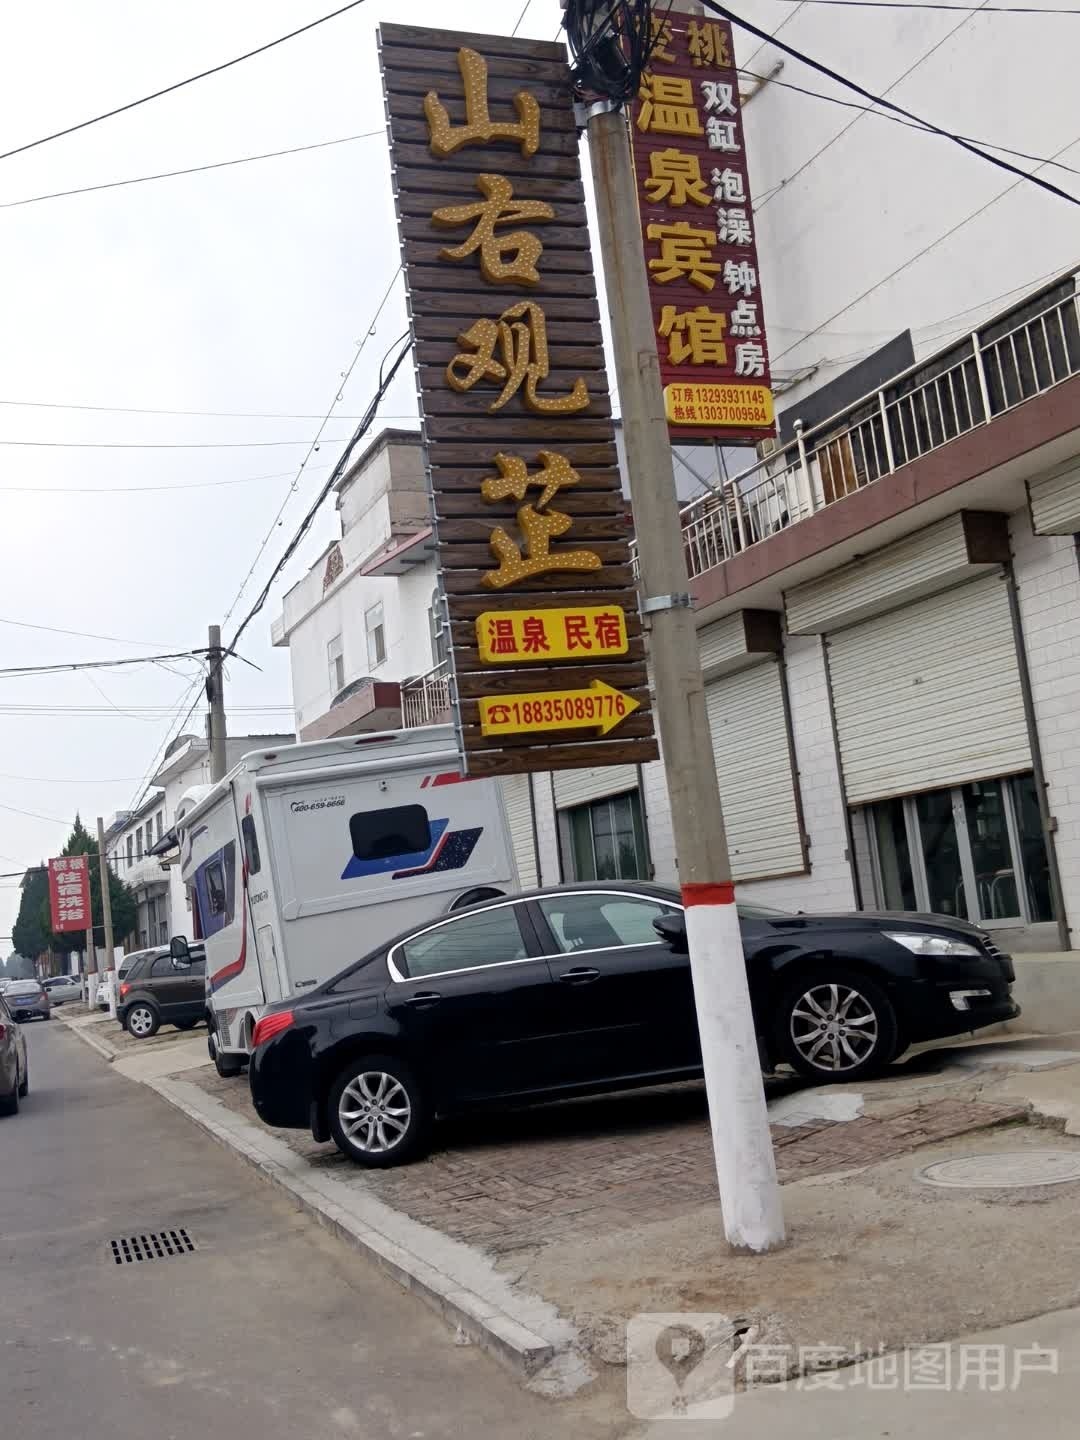 山右观芷
温泉 民宿
☎18835089776
桃
温泉宾馆
双缸 泡澡 钟点房
订房13293931145
热线13037009584
400-659-6666
根根
住宿洗浴
百度地图用户